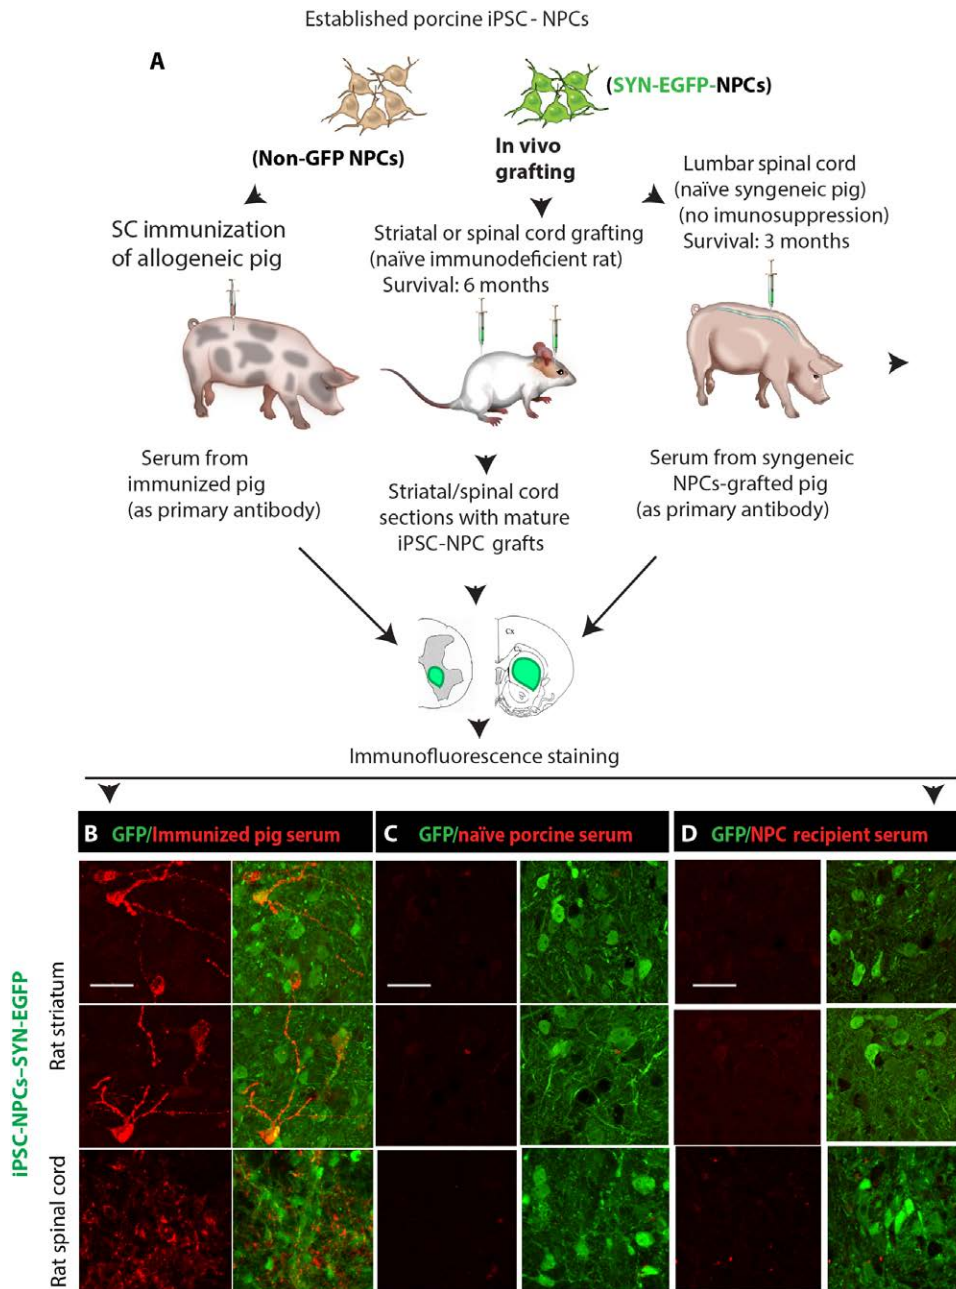 Established porcine iPSC- NPCs
A
(SYN-EGFP-NPCs)
(Non-GFP NPCs)
In vivo
grafting
Lumbar spinal cord
(naïve syngeneic pig)
(no imunosuppression)
Survival: 3 months
SC immunization
of allogeneic pig
Striatal or spinal cord grafting
(naïve immunodeficient rat)
Survival: 6 months
Serum from
immunized pig
(as primary antibody)
Striatal/spinal cord
sections with mature
iPSC-NPC grafts
Serum from syngeneic
NPCs-grafted pig
(as primary antibody)
Cx
Immunofluorescence staining
B GFP/Immunized pig serum
C GFP/naïve porcine serum
D GFP/NPC recipient serum
iPSC-NPCs–SYN-EGFP
Rat striatum
Rat spinal cord